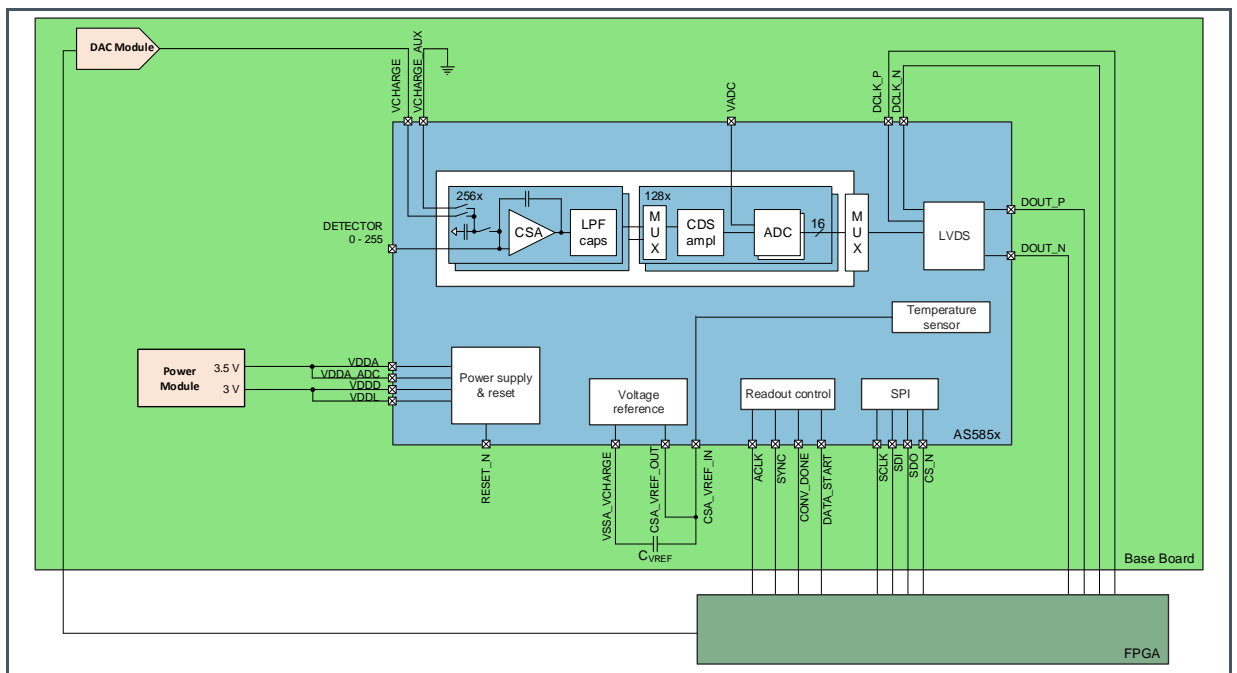 DAC Module
VCHARGE
VCHARGE_AUX
VADC
DCLK_P
DCLK_N
256x
CSA
LPF
caps
128x
M
U
X
CDS
ampl
ADC
16
M
U
X
LVDS
DOUT_P
DOUT_N
DETECTOR
0 - 255
Temperature
sensor
Power
Module
3.5 V
3 V
VDDA
VDDA_ADC
VDDD
VDDL
Power supply
& reset
Voltage
reference
Readout control
SPI
AS585x
RESET_N
VSSA_VCHARGE
CSA_VREF_OUT
CSA_VREF_IN
ACLK
SYNC
CONV_DONE
DATA_START
SCLK
SDI
SDO
CS_N
CVREF
Base Board
FPGA